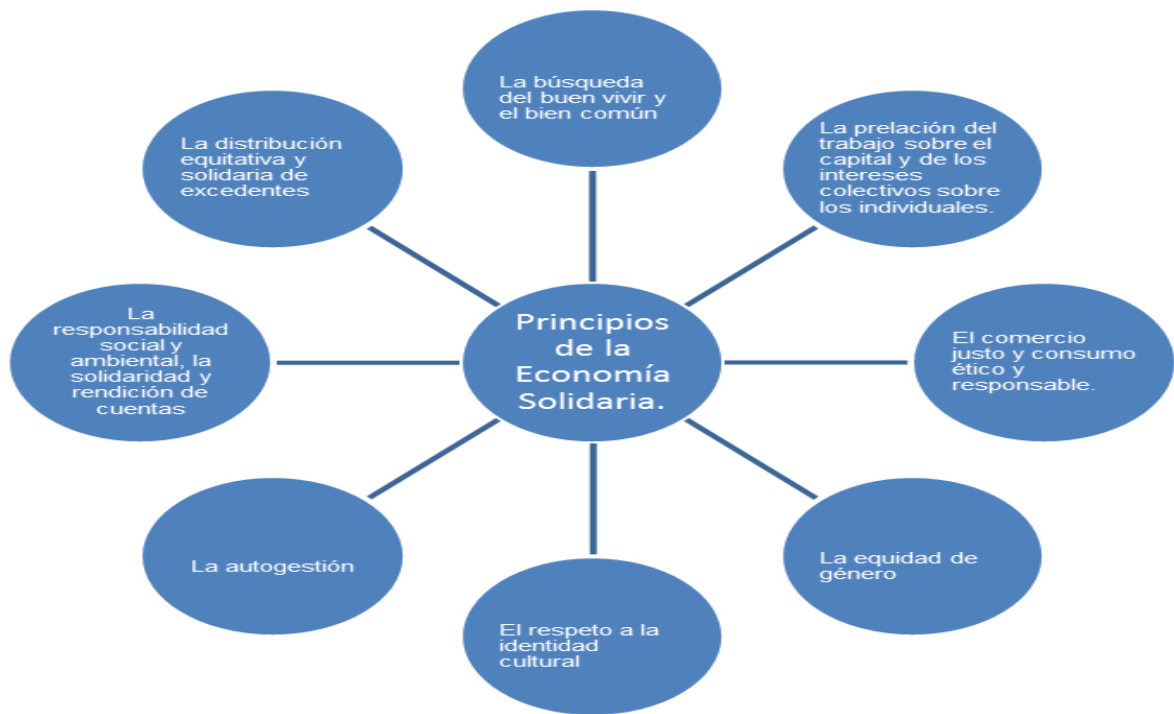 La búsqueda
del buen vivir y
el bien común
La prelación del
trabajo sobre el
capital y de los
intereses
colectivos sobre
los individuales.
El comercio
justo y consumo
ético y
responsable.
La equidad de
género
El respeto a la
identidad
cultural
La autogestión
La
responsabilidad
social y
ambiental, la
solidaridad y
rendición de
cuentas
La distribución
equitativa y
solidaria de
excedentes
Principios
de la
Economía
Solidaria.